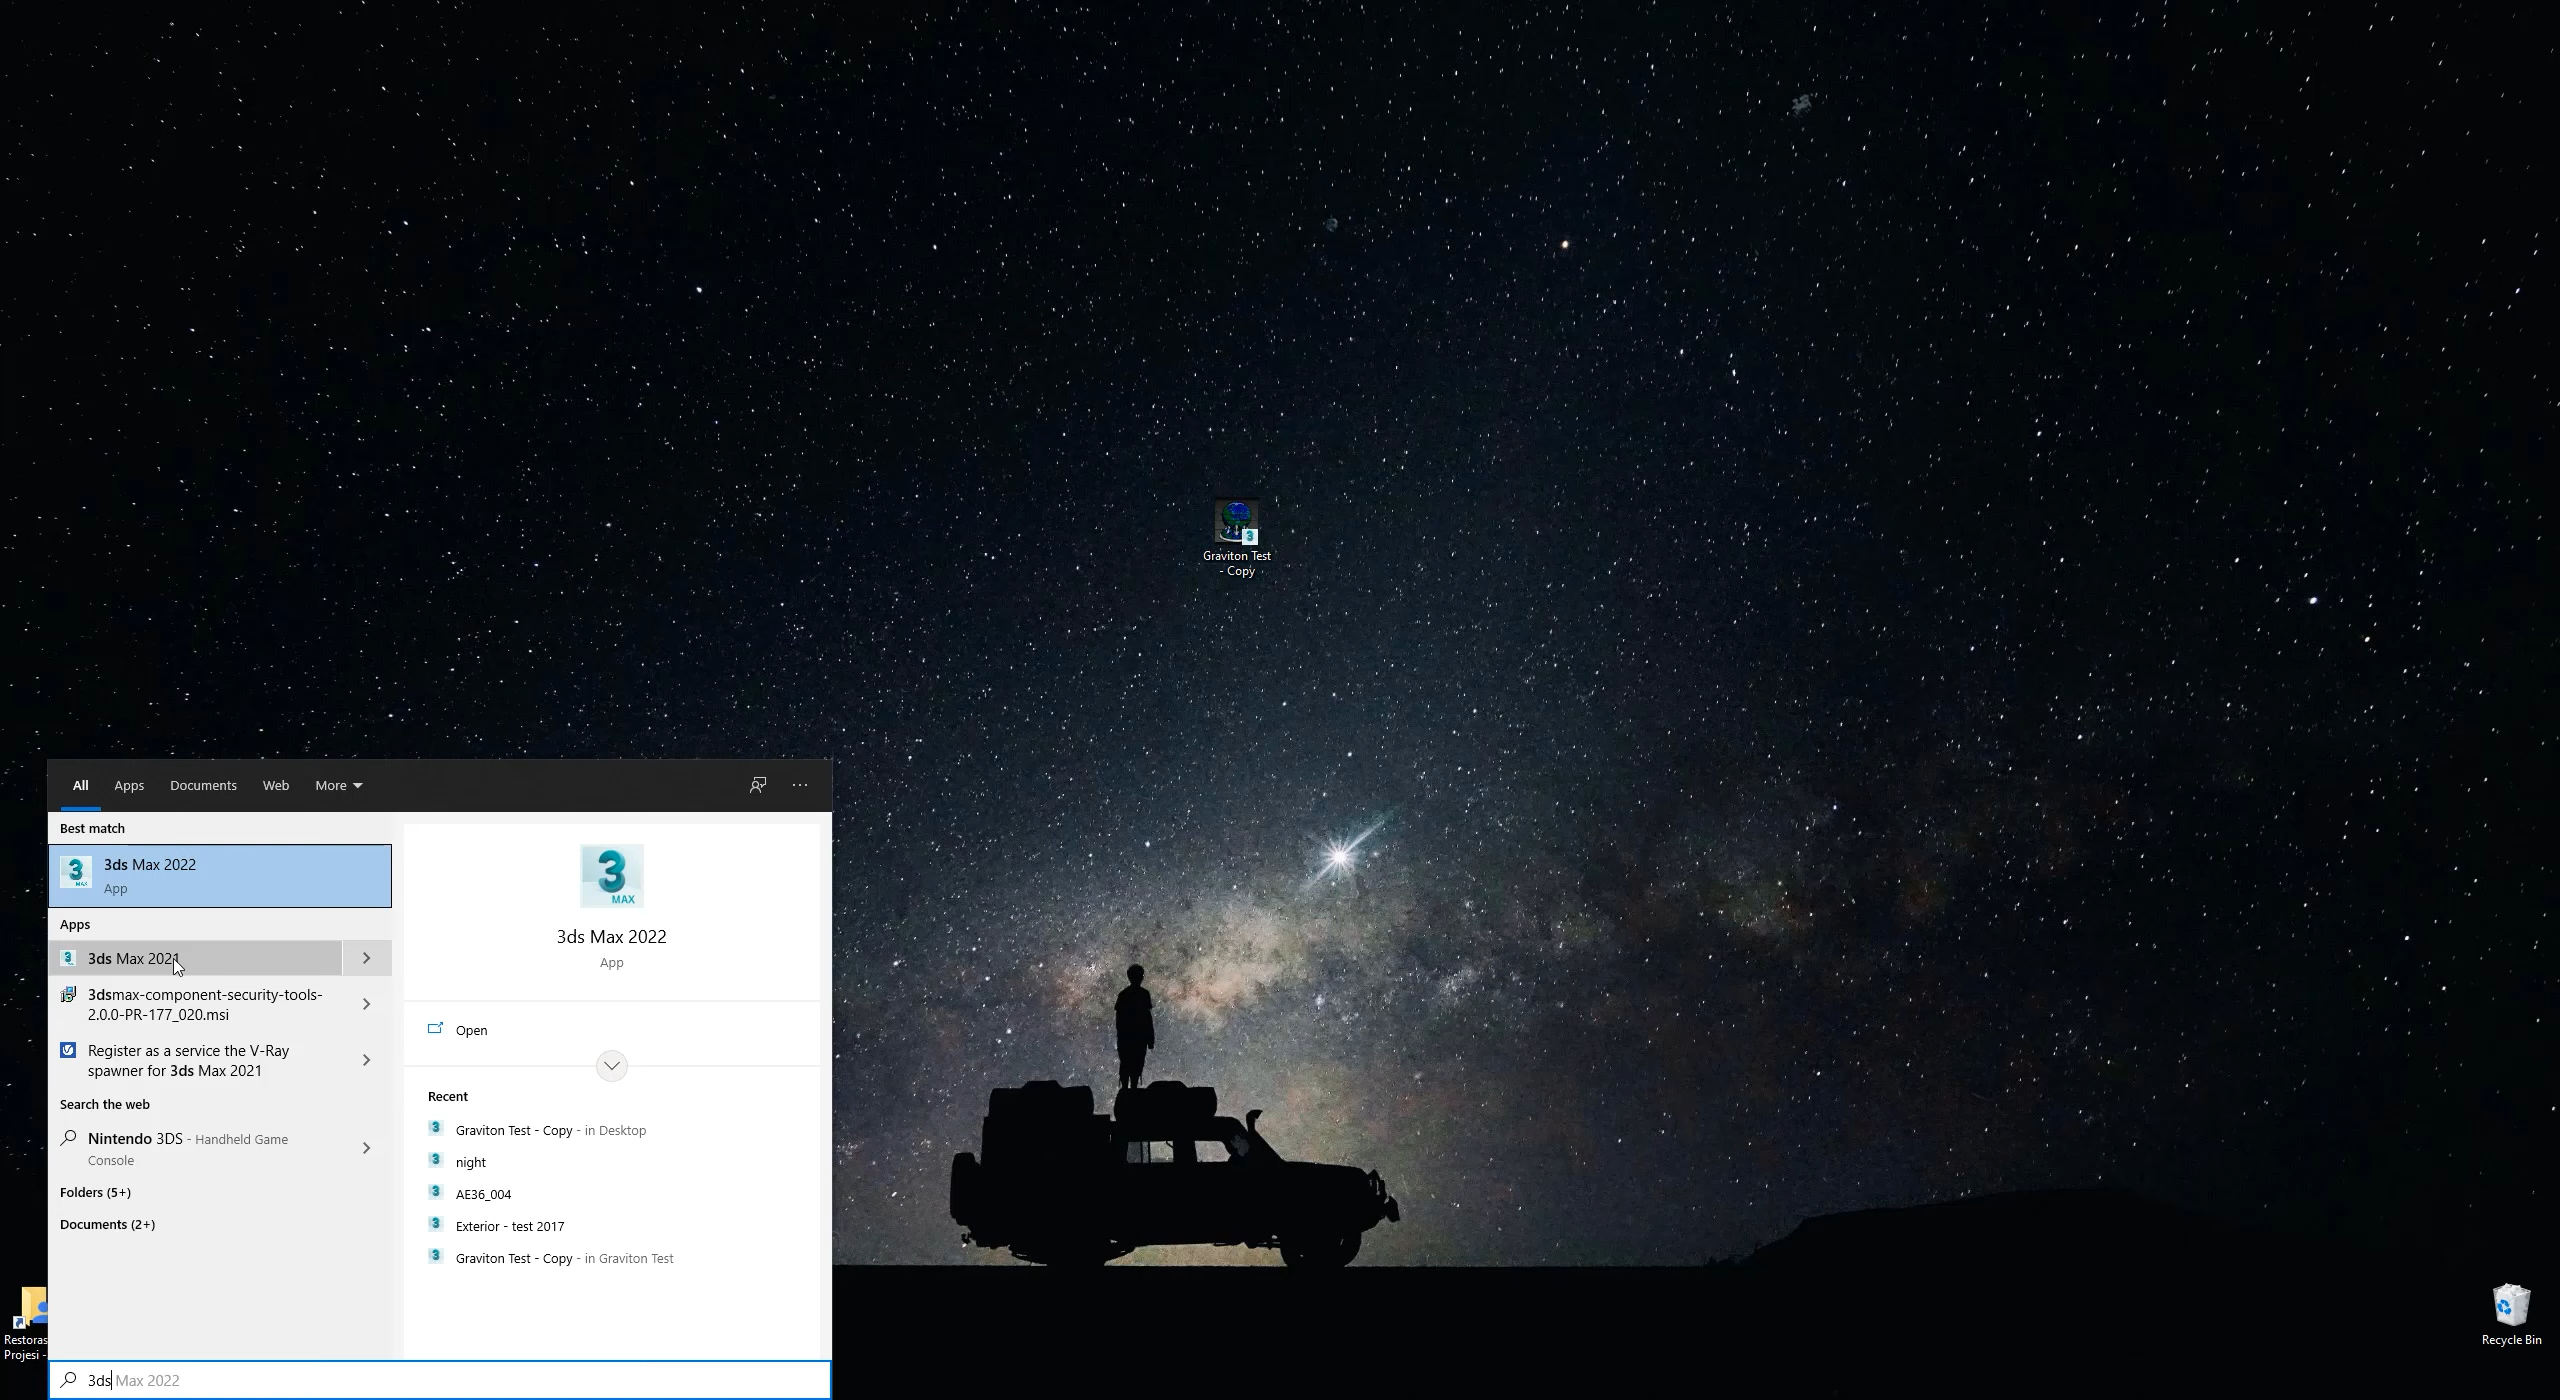 Graviton Test
- Copy
All Apps Documents Web More
Best match
3ds Max 2022
App
Apps
3ds Max 2021
3dsmax-component-security-tools-
2.0.0-PR-177_020.msi
Register as a service the V-Ray
spawner for 3ds Max 2021
Search the web
Nintendo 3DS - Handheld Game
Console
Folders (5+)
Documents (2+)
3
MAX
3ds Max 2022
App
Open
Recent
Graviton Test - Copy - in Desktop
night
AE36_004
Exterior - test 2017
Graviton Test - Copy - in Graviton Test
Restoras
Projesi -
Recycle Bin
3ds Max 2022